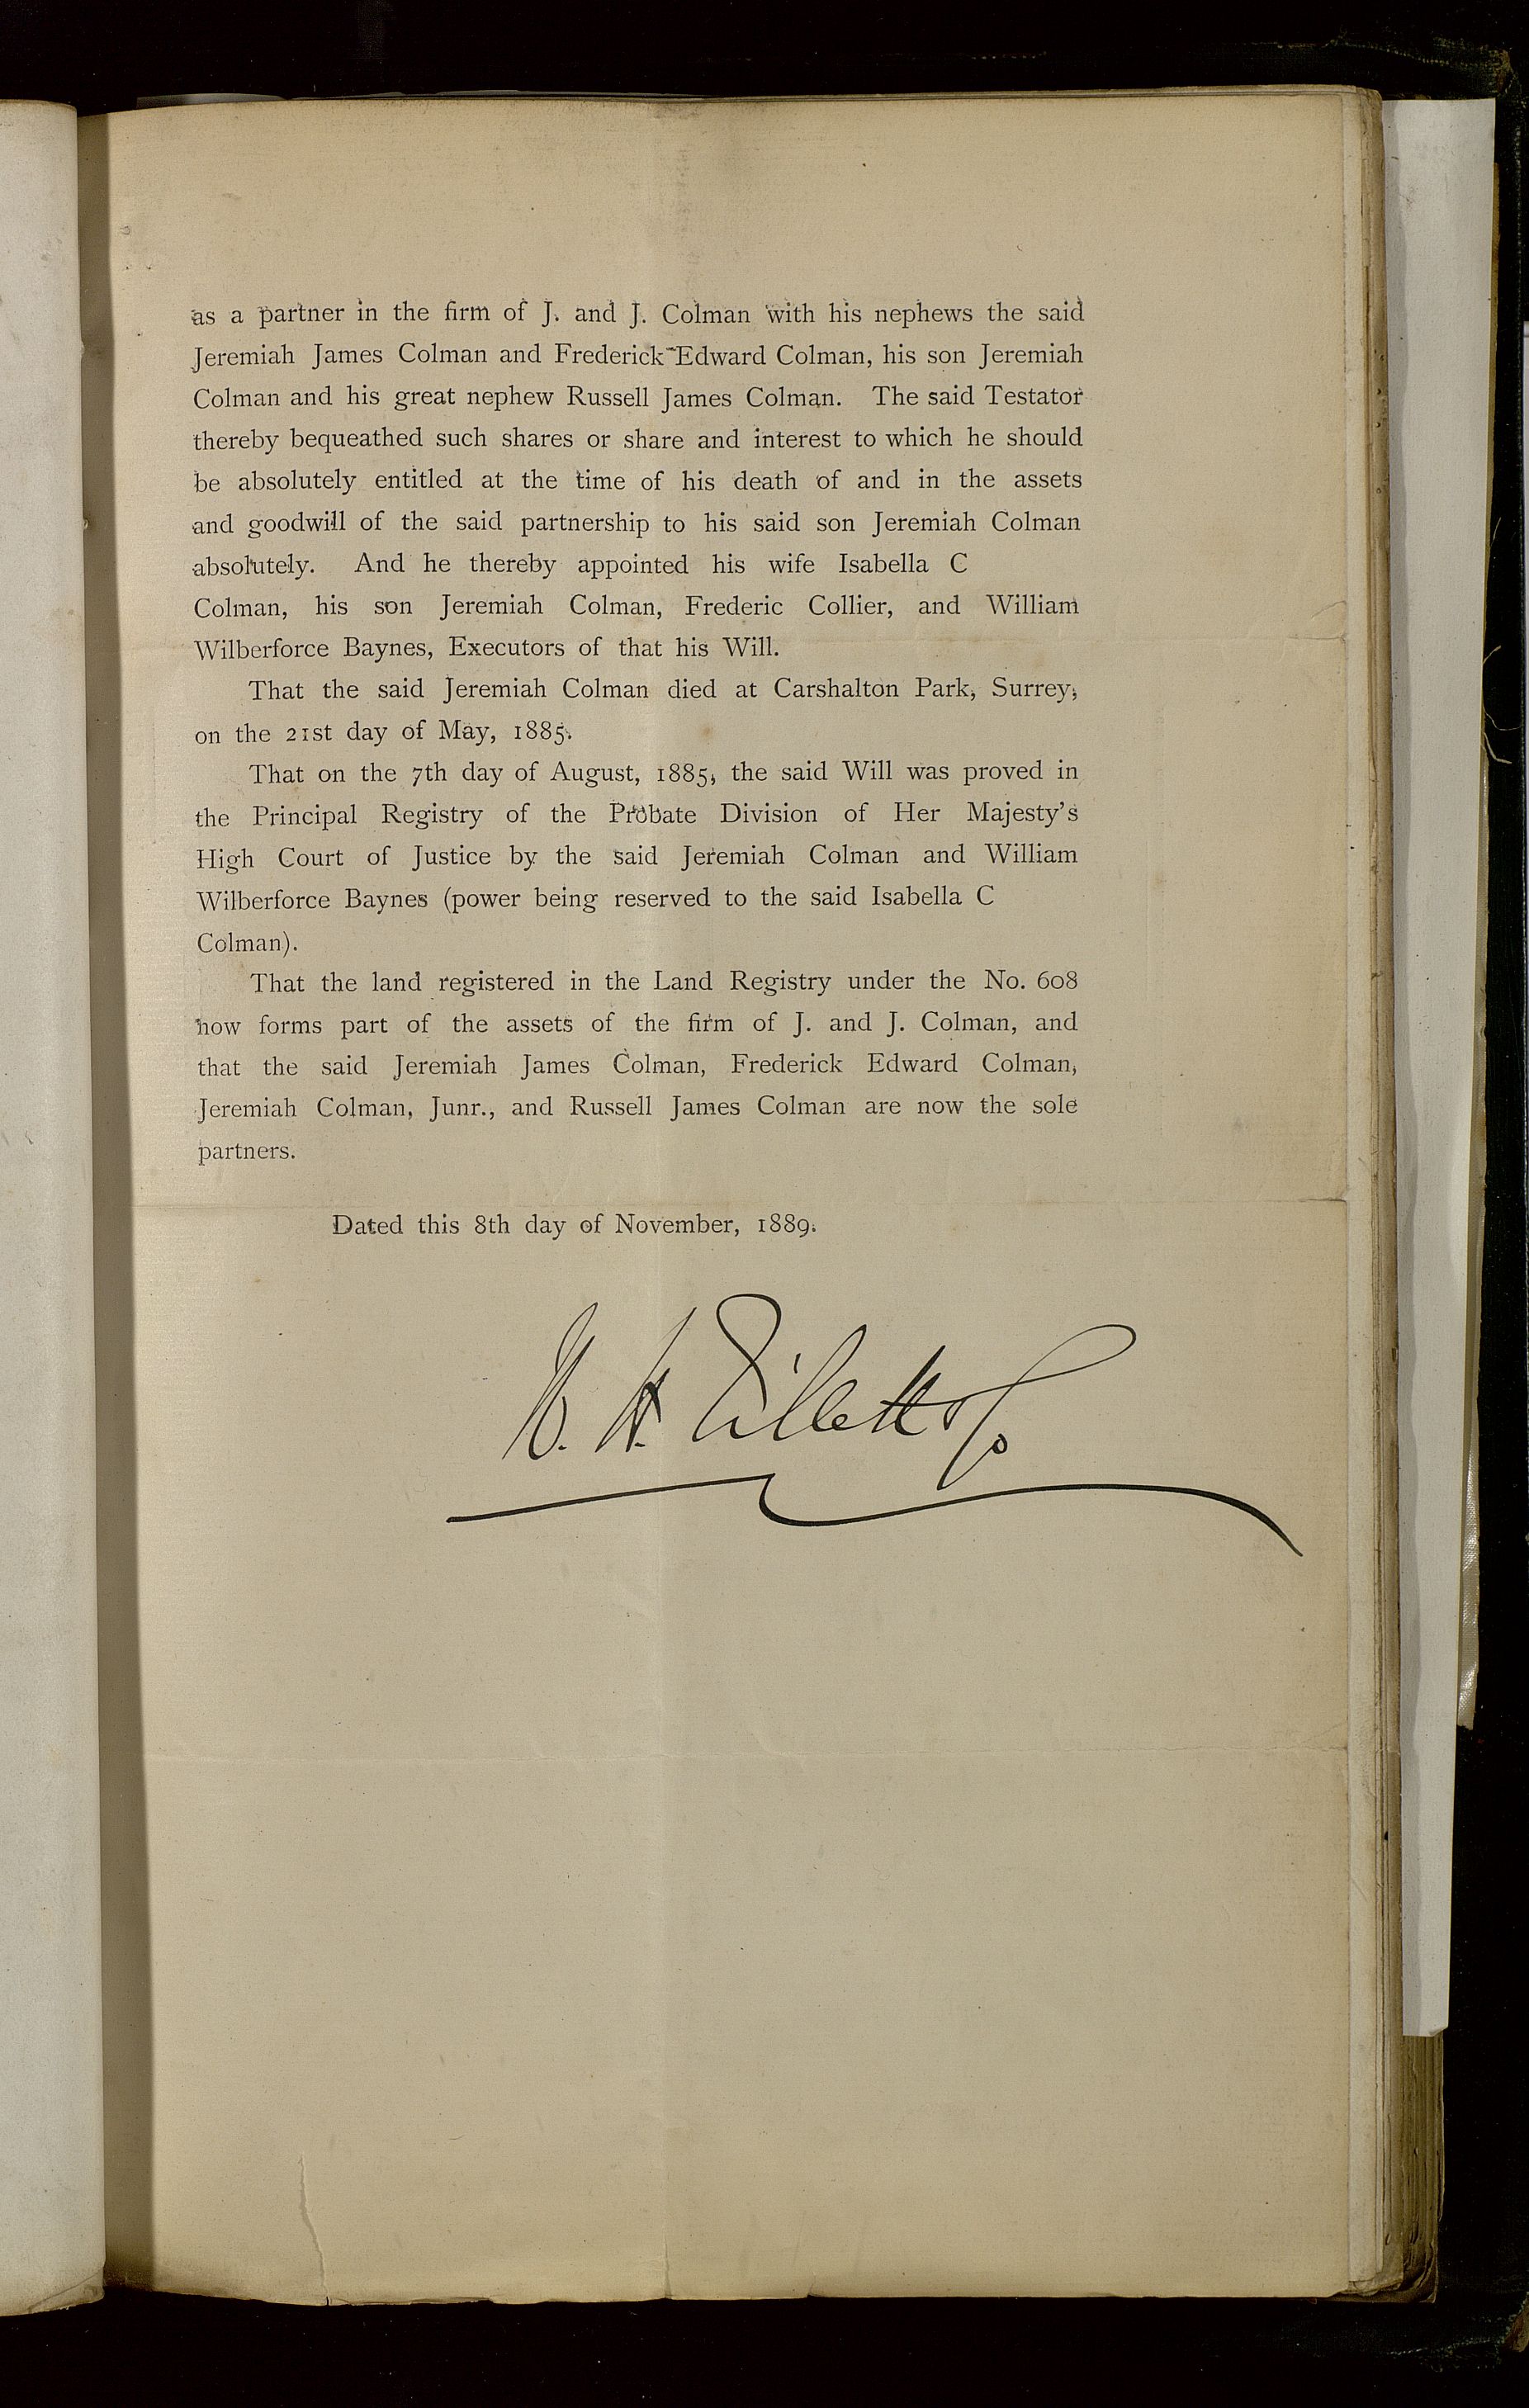 as a partner in the firm of J. and J. Colman with his nephews the said
Jeremiah James Colman and Frederick Edward Colman, his son Jeremiah
Colman and his great nephew Russell James Colman. The said Testator
thereby bequeathed such shares or share and interest to which he should
be absolutely entitled at the time of his death of and in the assets
and goodwill of the said partnership to his said son Jeremiah Colman
absolutely. And he thereby appointed his wife Isabella C
Colman, his son Jeremiah Colman, Frederic Collier, and William
Wilberforce Baynes, Executors of that his Will.
That the said Jeremiah Colman died at Carshalton Park, Surrey,
on the 21st day of May, 1885.
That on the 7th day of August, 1885, the said Will was proved in
the Principal Registry of the Probate Division of Her Majesty's
High Court of Justice by the said Jeremiah Colman and William
Wilberforce Baynes (power being reserved to the said Isabella C
Colman).
That the land registered in the Land Registry under the No. 608
now forms part of the assets of the firm of J. and J. Colman, and
that the said Jeremiah James Colman, Frederick Edward Colman,
Jeremiah Colman, Junr., and Russell James Colman are now the sole
partners.
Dated this 8th day of November, 1889.